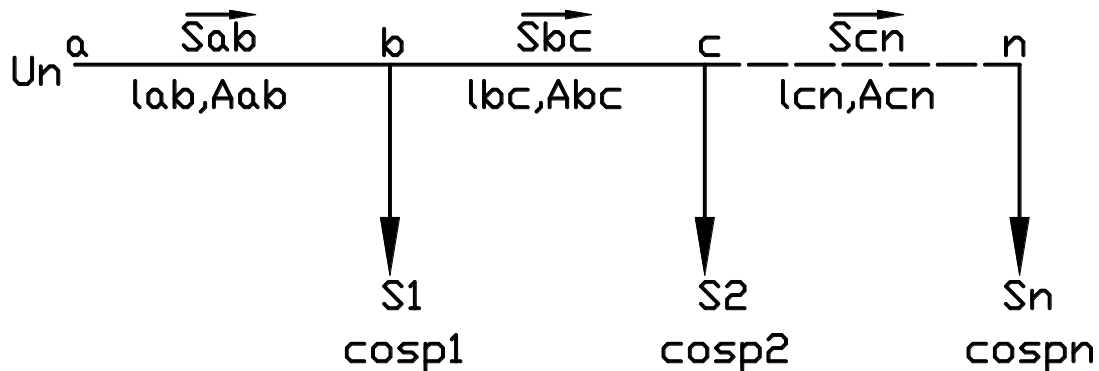 Sab Sbc Scn
a b c n
Un
lab,Aab lbc,Abc lcn,Acn
S1 S2 Sn
cosp1 cosp2 cospn